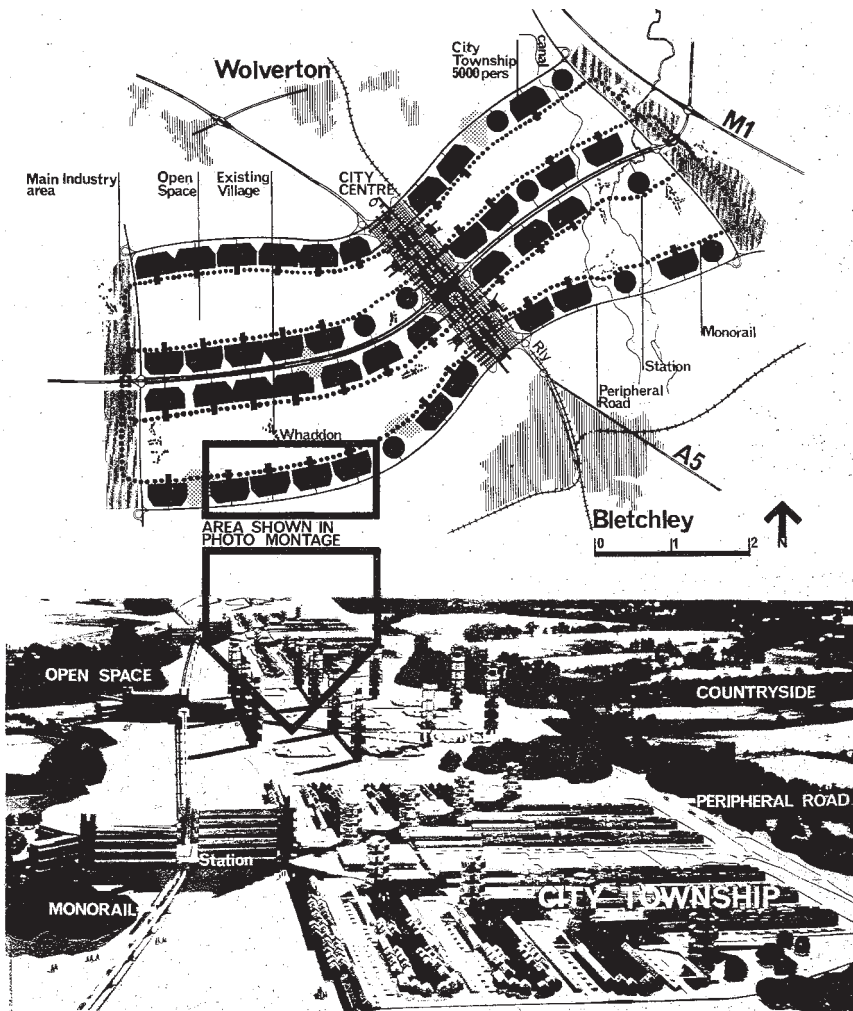 Wolverton
City
Township
5000 pers
canal
M1
Main Industry
area
Open
Space
Existing
Village
CITY
CENTRE
Monorail
Station
Rly
Peripheral
Road
Whaddon
A5
AREA SHOWN IN
PHOTO MONTAGE
Bletchley
0 1 2
N
OPEN SPACE
COUNTRYSIDE
PERIPHERAL ROAD
Station
CITY TOWNSHIP
MONORAIL